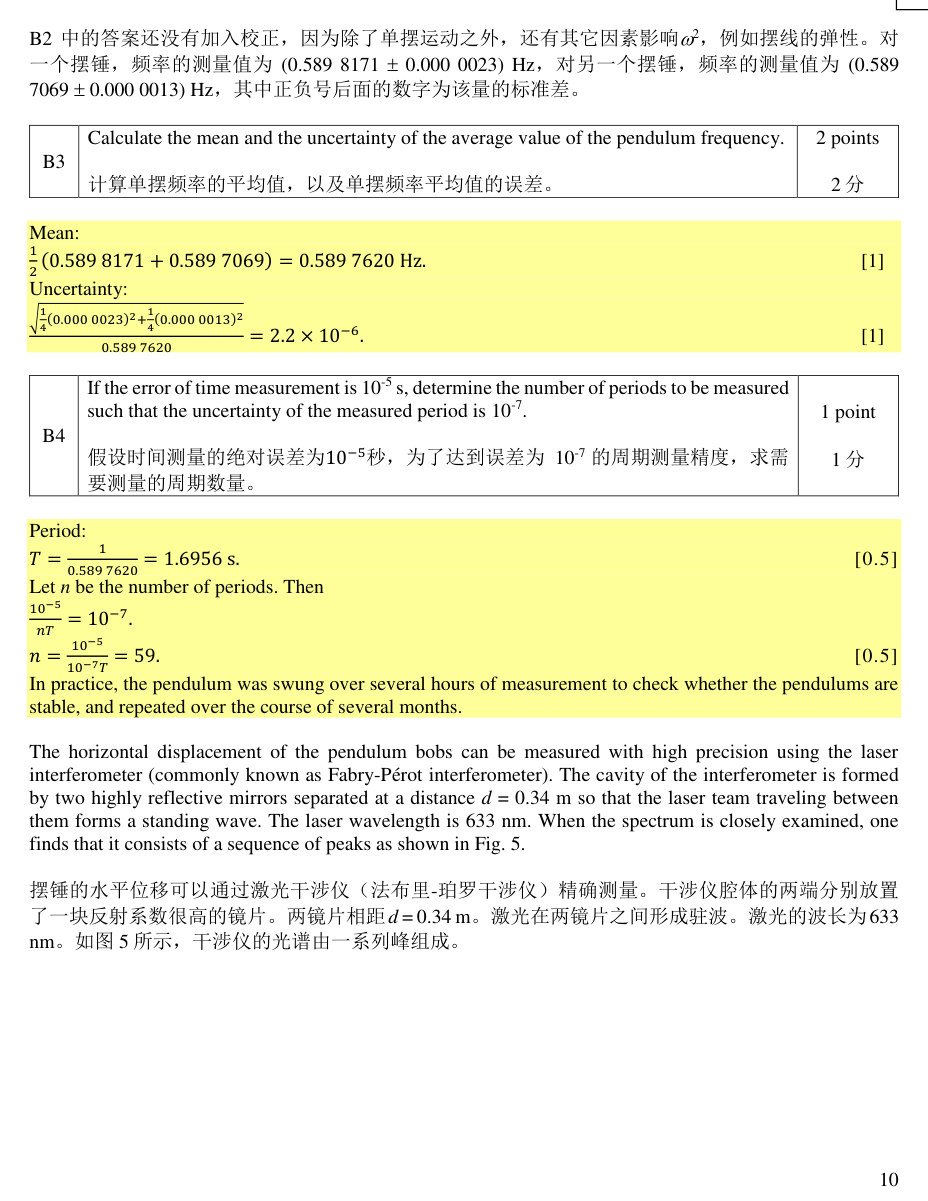 B2 中的答案还没有加入校正，因为除了单摆运动之外，还有其它因素影响ω²，例如摆线的弹性。对
一个摆锤，频率的测量值为 (0.589 8171 ± 0.000 0023) Hz，对另一个摆锤，频率的测量值为 (0.589
7069 ± 0.000 0013) Hz，其中正负号后面的数字为该量的标准差。
B3
Calculate the mean and the uncertainty of the average value of the pendulum frequency.
计算单摆频率的平均值，以及单摆频率平均值的误差。
2 points
2 分
Mean:
1/2 (0.589 8171 + 0.589 7069) = 0.589 7620 Hz. [1]
Uncertainty:
√(1/4(0.000 0023)²+1/4(0.000 0013)²) / 0.589 7620 = 2.2 × 10⁻⁶. [1]
B4
If the error of time measurement is 10⁻⁵ s, determine the number of periods to be measured
such that the uncertainty of the measured period is 10⁻⁷.
假设时间测量的绝对误差为10⁻⁵秒，为了达到误差为 10⁻⁷ 的周期测量精度，求需
要测量的周期数量。
1 point
1 分
Period:
T = 1/0.589 7620 = 1.6956 s. [0.5]
Let n be the number of periods. Then
10⁻⁵/nT = 10⁻⁷.
n = 10⁻⁵/10⁻⁷T = 59. [0.5]
In practice, the pendulum was swung over several hours of measurement to check whether the pendulums are
stable, and repeated over the course of several months.
The horizontal displacement of the pendulum bobs can be measured with high precision using the laser
interferometer (commonly known as Fabry-Pérot interferometer). The cavity of the interferometer is formed
by two highly reflective mirrors separated at a distance d = 0.34 m so that the laser team traveling between
them forms a standing wave. The laser wavelength is 633 nm. When the spectrum is closely examined, one
finds that it consists of a sequence of peaks as shown in Fig. 5.
摆锤的水平位移可以通过激光干涉仪（法布里-珀罗干涉仪）精确测量。干涉仪腔体的两端分别放置
了一块反射系数很高的镜片。两镜片相距 d = 0.34 m。激光在两镜片之间形成驻波。激光的波长为 633
nm。如图 5 所示，干涉仪的光谱由一系列峰组成。
10